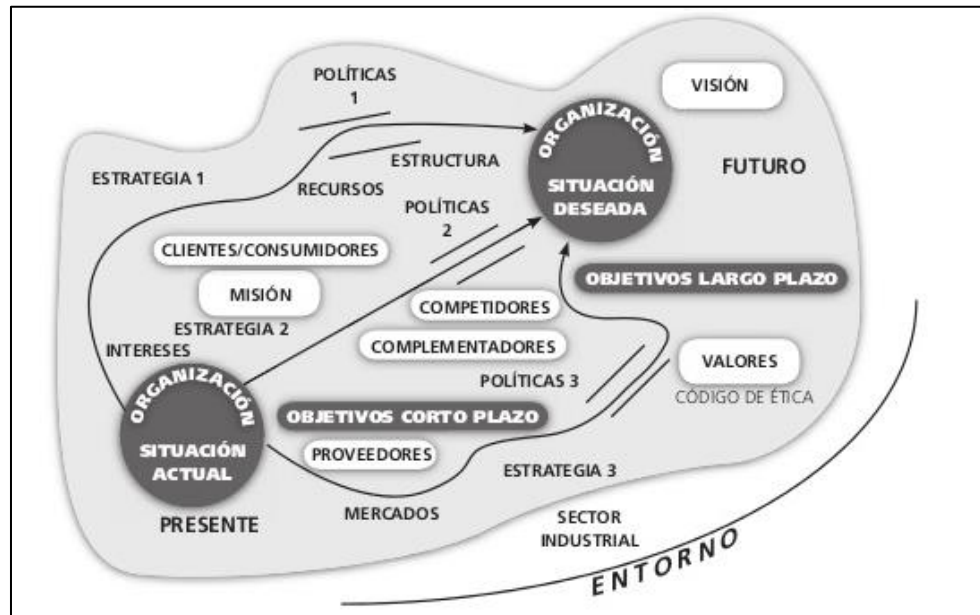 POLÍTICAS
1
VISIÓN
ORGANIZACIÓN
SITUACIÓN
DESEADA
FUTURO
ESTRUCTURA
ESTRATEGIA 1
RECURSOS
POLÍTICAS
2
CLIENTES/CONSUMIDORES
MISIÓN
OBJETIVOS LARGO PLAZO
COMPETIDORES
ESTRATEGIA 2
INTERESES
COMPLEMENTADORES
VALORES
CÓDIGO DE ÉTICA
POLÍTICAS 3
ORGANIZACIÓN
SITUACIÓN
ACTUAL
OBJETIVOS CORTO PLAZO
PROVEEDORES
ESTRATEGIA 3
MERCADOS
PRESENTE
SECTOR
INDUSTRIAL
ENTORNO